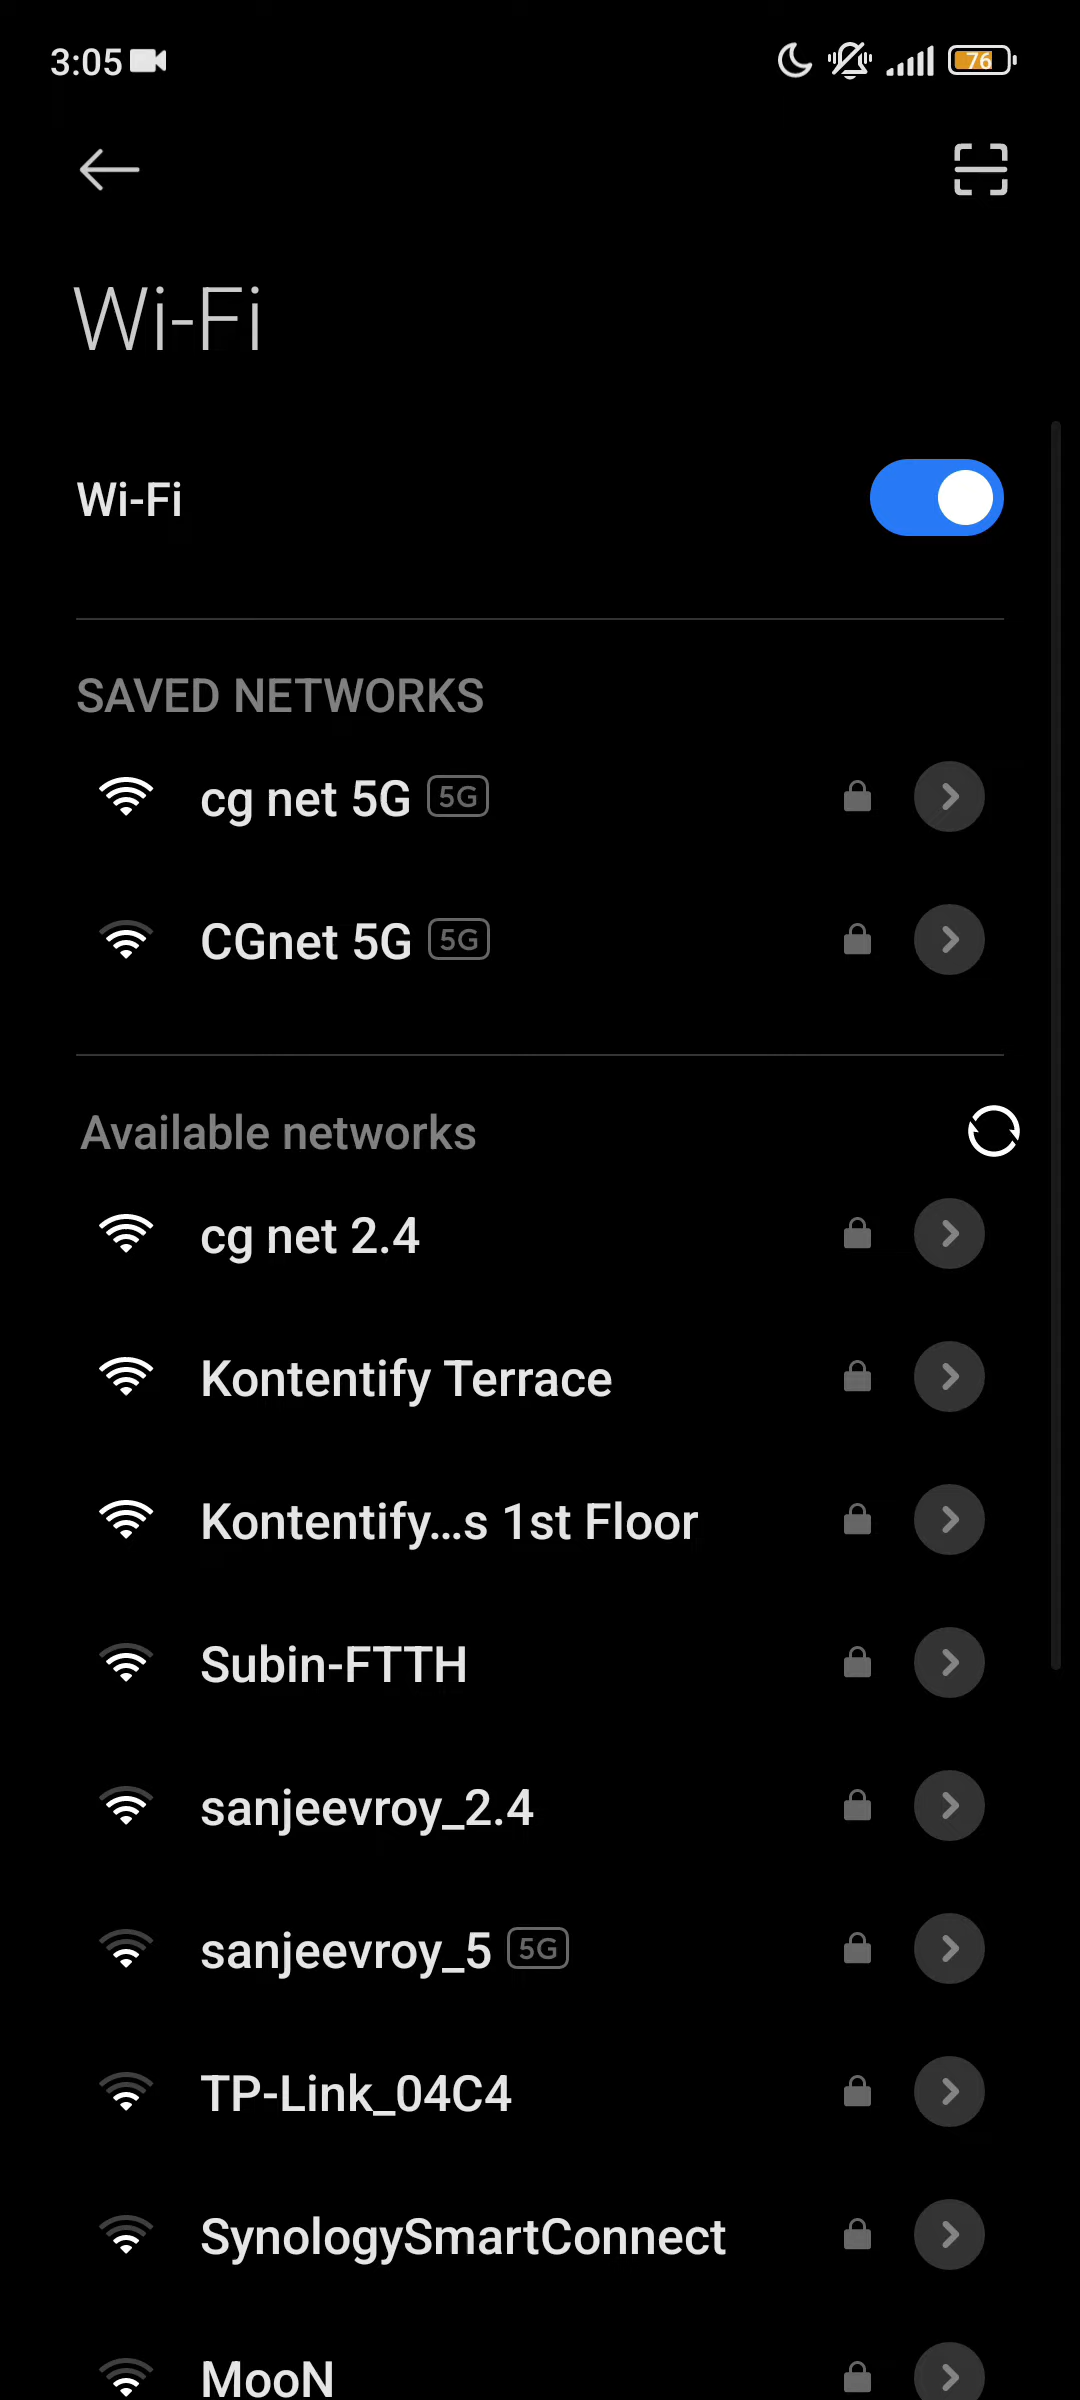 3:05
76
Wi-Fi
Wi-Fi
SAVED NETWORKS
cg net 5G 5G
CGnet 5G 5G
Available networks
cg net 2.4
Kontentify Terrace
Kontentify...s 1st Floor
Subin-FTTH
sanjeevroy_2.4
sanjeevroy_5 5G
TP-Link_04C4
SynologySmartConnect
MooN